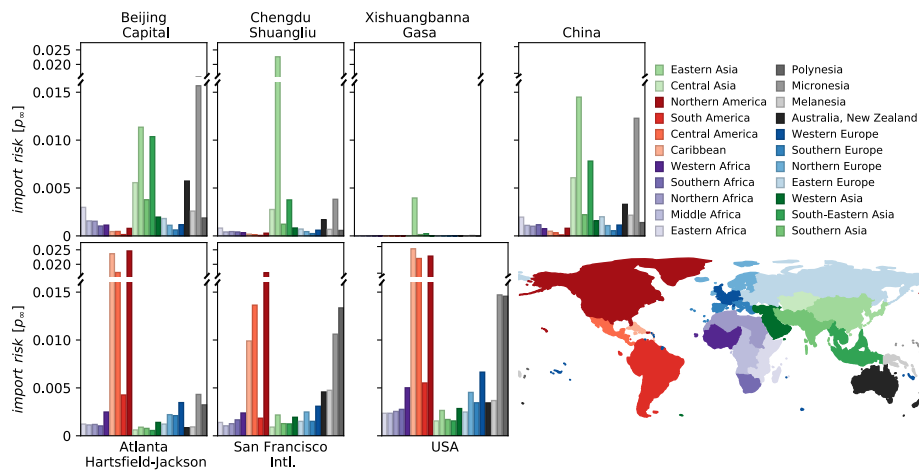 Beijing
Capital
Chengdu
Shuangliu
Xishuangbanna
Gasa
China
0.025
0.020
0.015
0.010
0.005
0
import risk [p∞]
Eastern Asia
Central Asia
Northern America
South America
Central America
Caribbean
Western Africa
Southern Africa
Northern Africa
Middle Africa
Eastern Africa
Polynesia
Micronesia
Melanesia
Australia, New Zealand
Western Europe
Southern Europe
Northern Europe
Eastern Europe
Western Asia
South-Eastern Asia
Southern Asia
0.025
0.020
0.015
0.010
0.005
0
import risk [p∞]
Atlanta
Hartsfield-Jackson
San Francisco
Intl.
USA